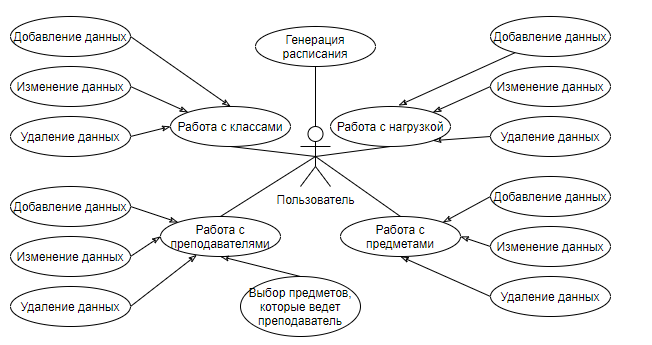 Добавление данных
Генерация
расписания
Добавление данных
Изменение данных
Изменение данных
Работа с классами
Работа с нагрузкой
Удаление данных
Удаление данных
Пользователь
Добавление данных
Добавление данных
Работа с
преподавателями
Работа с
предметами
Изменение данных
Изменение данных
Удаление данных
Выбор предметов,
которые ведет
преподаватель
Удаление данных